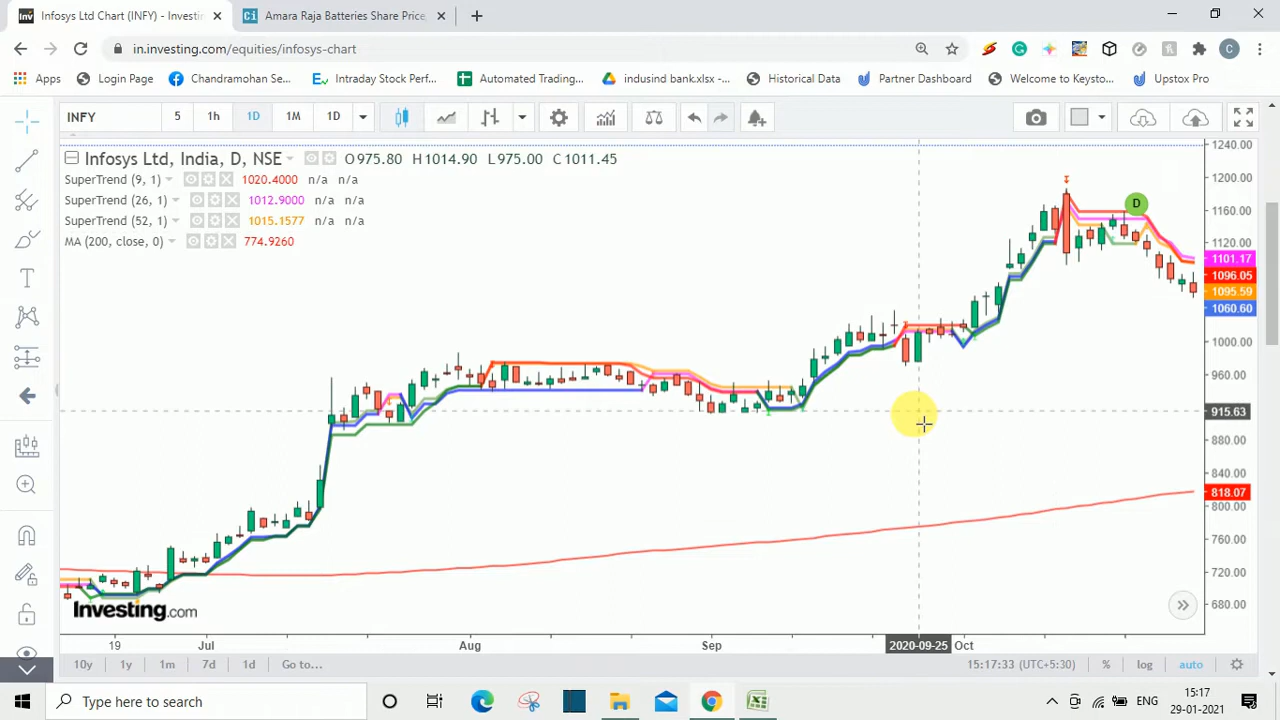 Infosys Ltd Chart (INFY) - Investi
Amara Raja Batteries Share Price,
in.investing.com/equities/infosys-chart
C
Apps
Login Page
Chandramohan Se...
Intraday Stock Perf...
Automated Trading...
indusind bank.xlsx -...
Historical Data
Partner Dashboard
Welcome to Keysto...
Upstox Pro
INFY 5 1h 1D 1M 1D
Infosys Ltd, India, D, NSE O975.80 H1014.90 L975.00 C1011.45
SuperTrend (9, 1) 1020.4000 n/a n/a
SuperTrend (26, 1) 1012.9000 n/a n/a
SuperTrend (52, 1) 1015.1577 n/a n/a
MA (200, close, 0) 774.9260
D
1240.00
1200.00
1160.00
1120.00
1101.17
1096.05
1095.59
1060.60
1000.00
960.00
915.63
880.00
840.00
818.07
800.00
760.00
720.00
680.00
Investing.com
19 Jul Aug Sep 2020-09-25 Oct
10y 1y 1m 7d 1d Go to... 15:17:33 (UTC+5:30) % log auto
Type here to search
ENG
15:17
29-01-2021